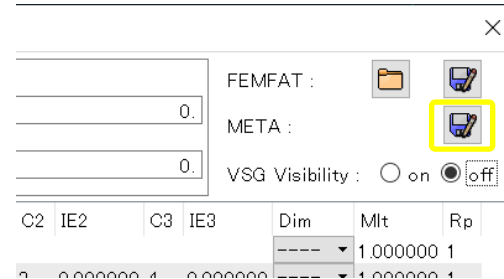 FEMFAT :
0.
META :
0.
VSG Visibility : on off
C2 IE2 C3 IE3 Dim Mlt Rp
---- 1.000000 1